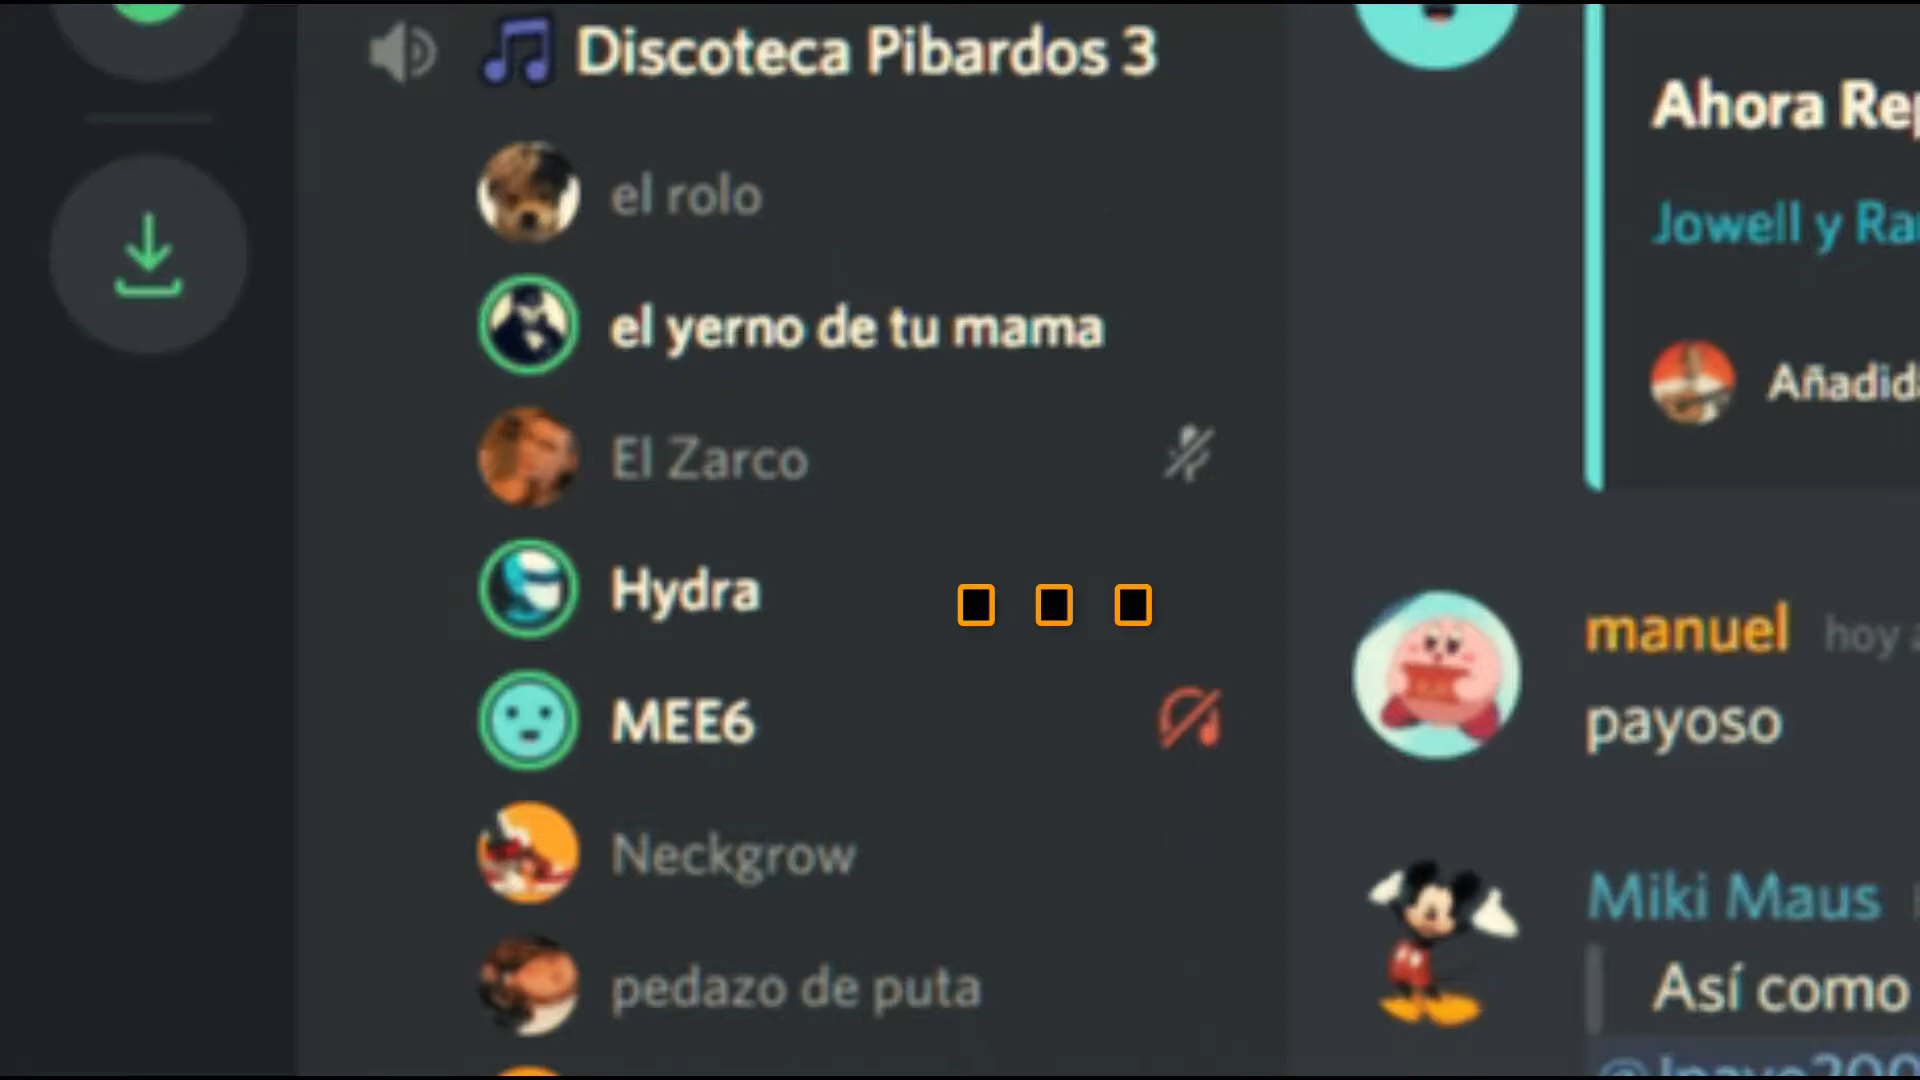 Discoteca Pibardos 3
el rolo
el yerno de tu mama
El Zarco
Hydra
MEE6
Neckgrow
pedazo de puta
Ahora Rep
Jowell y Ra
Añadid
manuel hoy a
payoso
Miki Maus
Así como